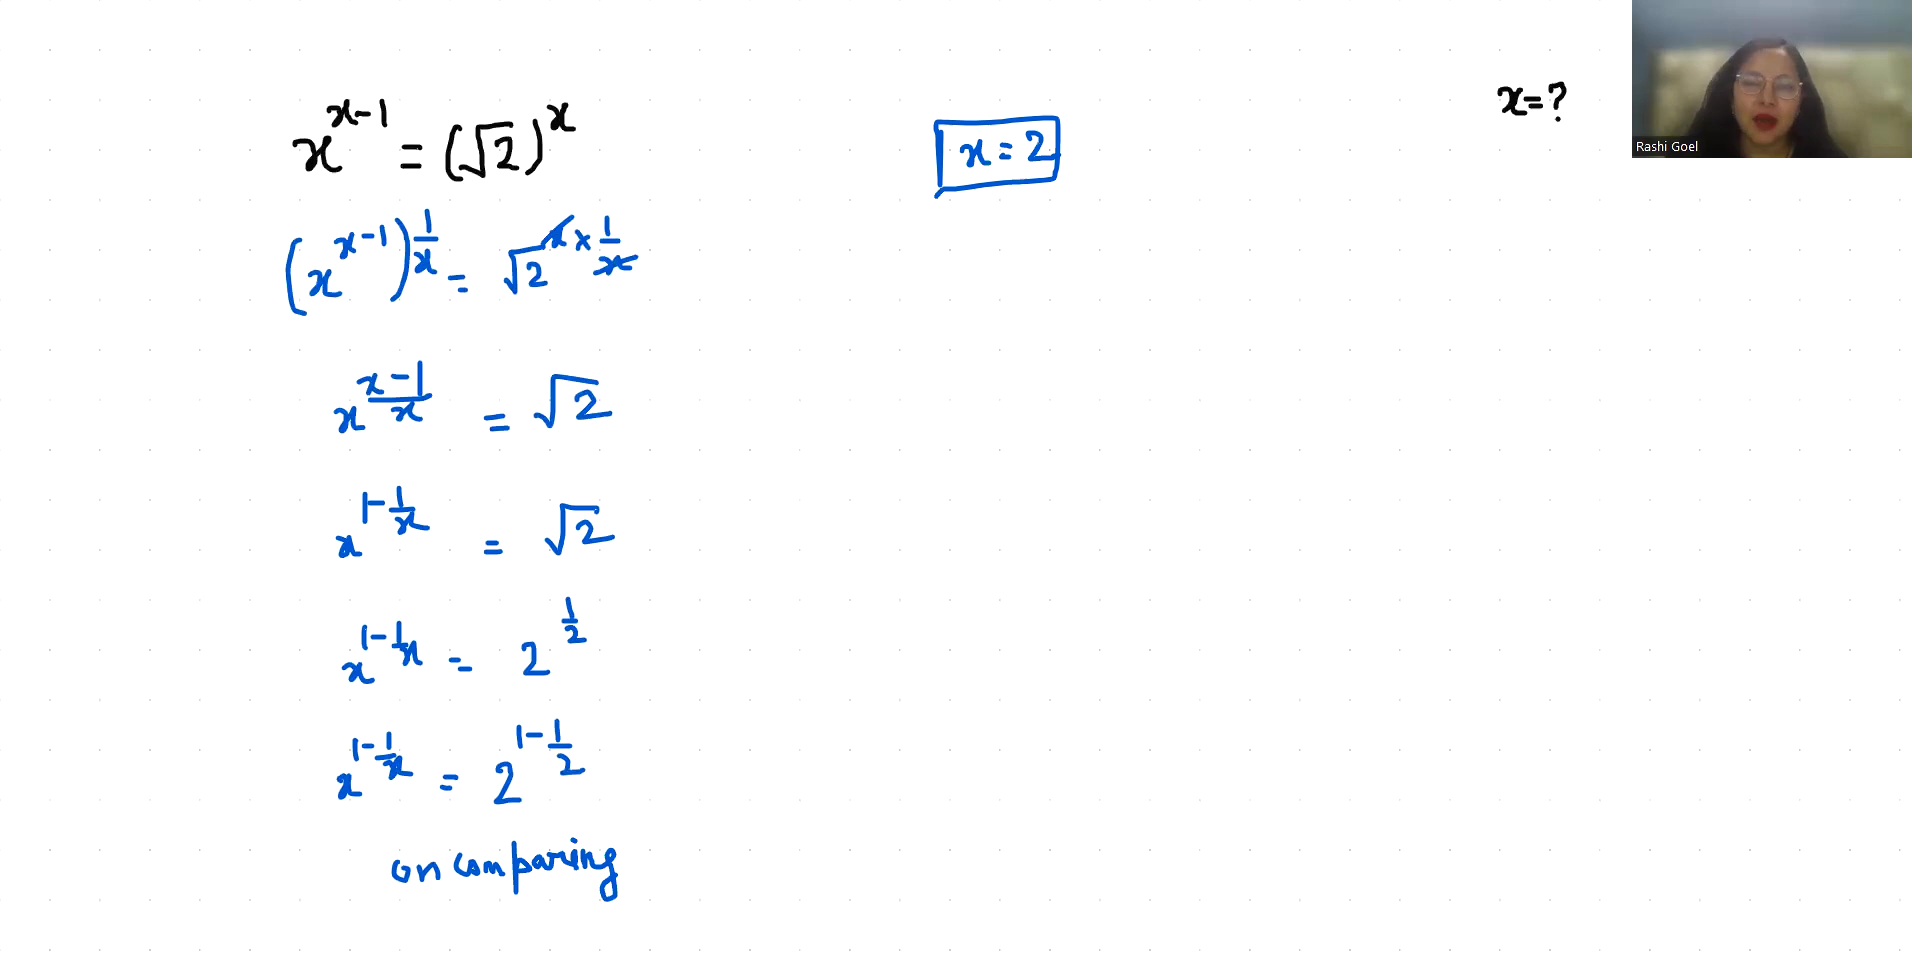 x^{x-1} = (√2)^x
(x^{x-1})^{1/x} = √2^{x × 1/x}
x^{(x-1)/x} = √2
x^{1-1/x} = √2
x^{1-1/x} = 2^{1/2}
x^{1-1/x} = 2^{1-1/2}
on comparing
x = 2
x = ?
Rashi Goel